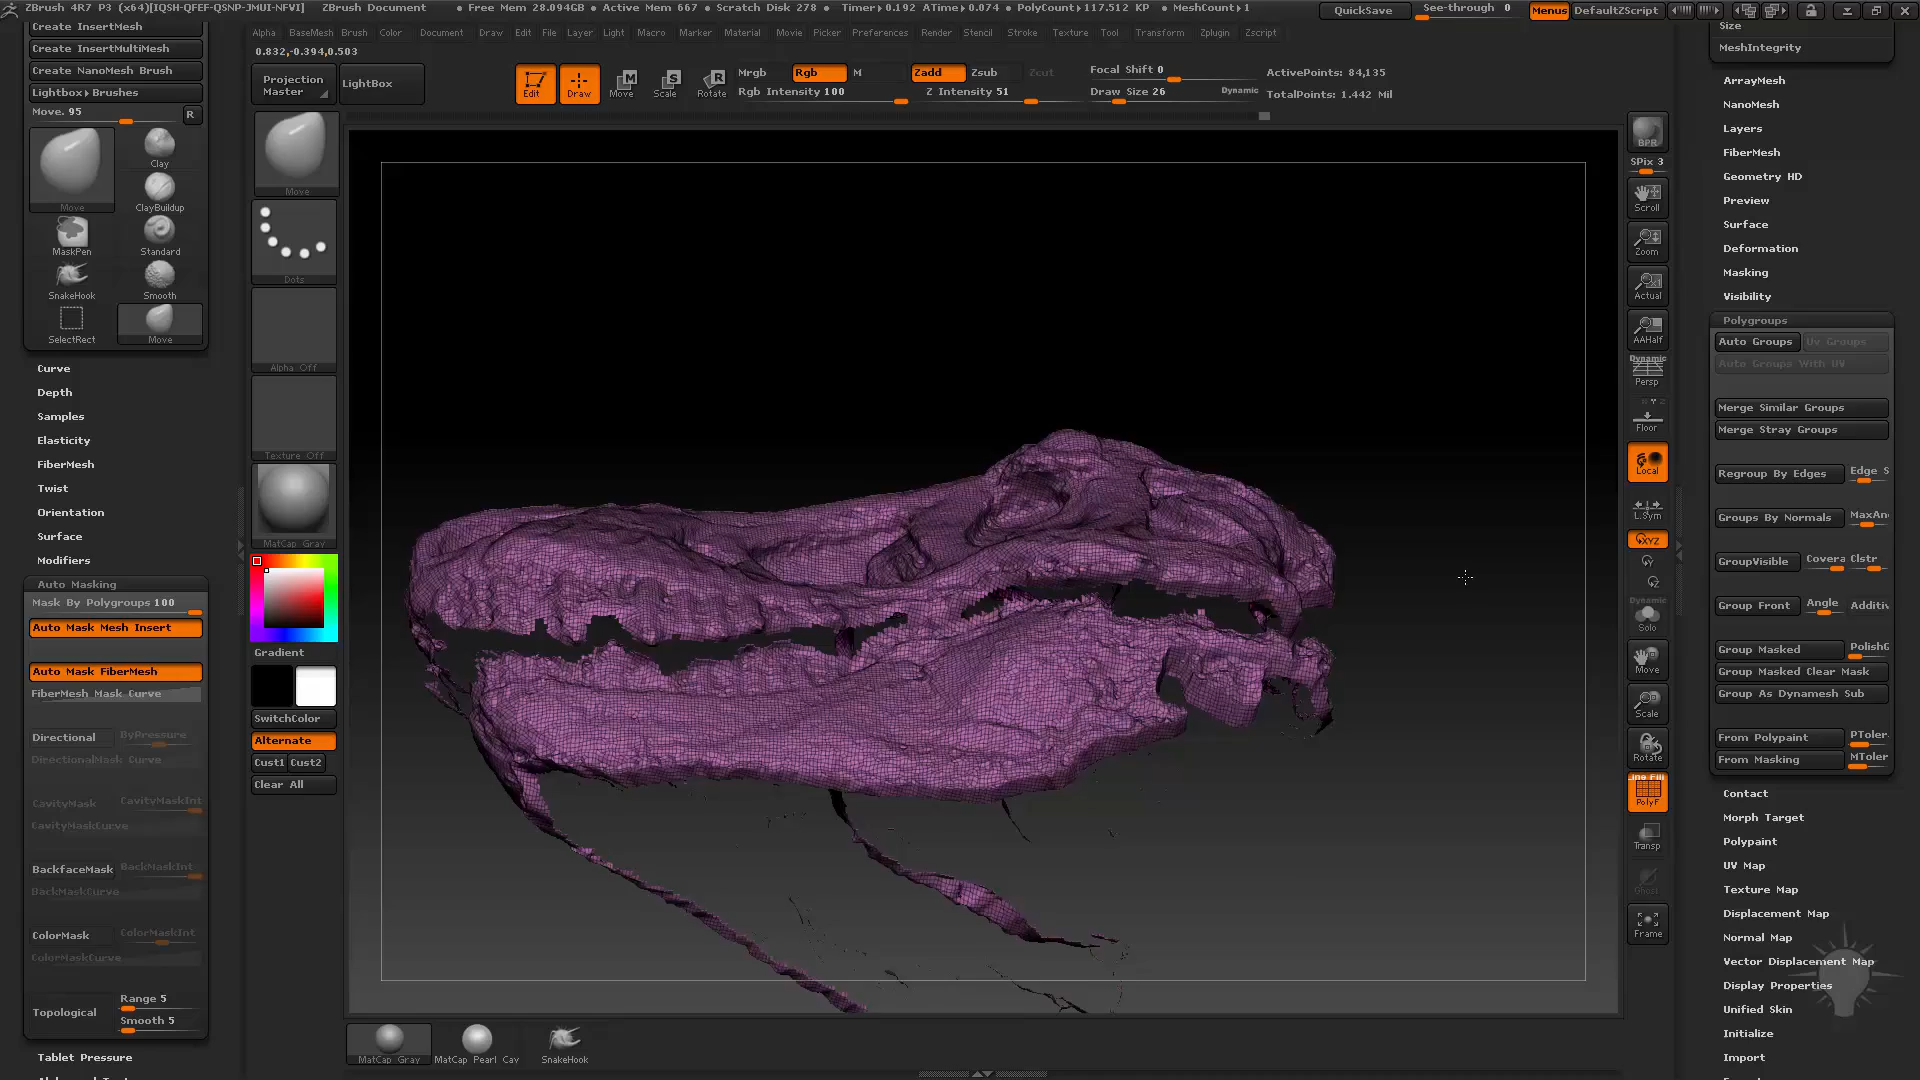 ZBrush 4R7 P3 (x64)[IQSH-QFEF-QSNP-JMUI-NFVI] ZBrush Document • Free Mem 28.094GB • Active Mem 667 • Scratch Disk 278 • Timer▸0.192 ATime▸0.074 • PolyCount▸117.512 KP • MeshCount▸1 QuickSave See-through 0 Menus DefaultZScript
Alpha BaseMesh Brush Color Document Draw Edit File Layer Light Macro Marker Material Movie Picker Preferences Render Stencil Stroke Texture Tool Transform Zplugin Zscript
0.832,-0.394,0.503
Create InsertMesh
Create InsertMultiMesh
Create NanoMesh Brush
Lightbox▸Brushes
Move. 95 R
Move
Clay
ClayBuildup
MaskPen
Standard
SnakeHook
Smooth
SelectRect
Move
Curve
Depth
Samples
Elasticity
FiberMesh
Twist
Orientation
Surface
Modifiers
Auto Masking
Mask By Polygroups 100
Auto Mask Mesh Insert
Auto Mask FiberMesh
FiberMesh Mask Curve
Directional ByPressure
DirectionalMask Curve
CavityMask CavityMaskInt
CavityMaskCurve
BackfaceMask BackMaskInt
BackMaskCurve
ColorMask ColorMaskInt
ColorMaskCurve
Topological Range 5
Smooth 5
Tablet Pressure
Projection Master
LightBox
Edit
Draw
Move
Scale
Rotate
Mrgb Rgb M
Rgb Intensity 100
Zadd Zsub Zcut
Z Intensity 51
Focal Shift 0
Draw Size 26 Dynamic
ActivePoints: 84,135
TotalPoints: 1.442 Mil
Move
Dots
Alpha Off
Texture Off
MatCap Gray
Gradient
SwitchColor
Alternate
Cust1 Cust2
Clear All
MatCap Gray
MatCap Pearl Cav
SnakeHook
BPR
SPix 3
Scroll
Zoom
Actual
AAHalf
Dynamic
Persp
Floor
Local
L.Sym
XYZ
Dynamic
Solo
Move
Scale
Rotate
Line Fill
PolyF
Transp
Ghost
Frame
Size
MeshIntegrity
ArrayMesh
NanoMesh
Layers
FiberMesh
Geometry HD
Preview
Surface
Deformation
Masking
Visibility
Polygroups
Auto Groups Uv Groups
Auto Groups With UV
Merge Similar Groups
Merge Stray Groups
Regroup By Edges Edge S
Groups By Normals MaxAn
GroupVisible Covera Clstr
Group Front Angle Additiv
Group Masked PolishG
Group Masked Clear Mask
Group As Dynamesh Sub
From Polypaint PToler
From Masking MToler
Contact
Morph Target
Polypaint
UV Map
Texture Map
Displacement Map
Normal Map
Vector Displacement Map
Display Properties
Unified Skin
Initialize
Import